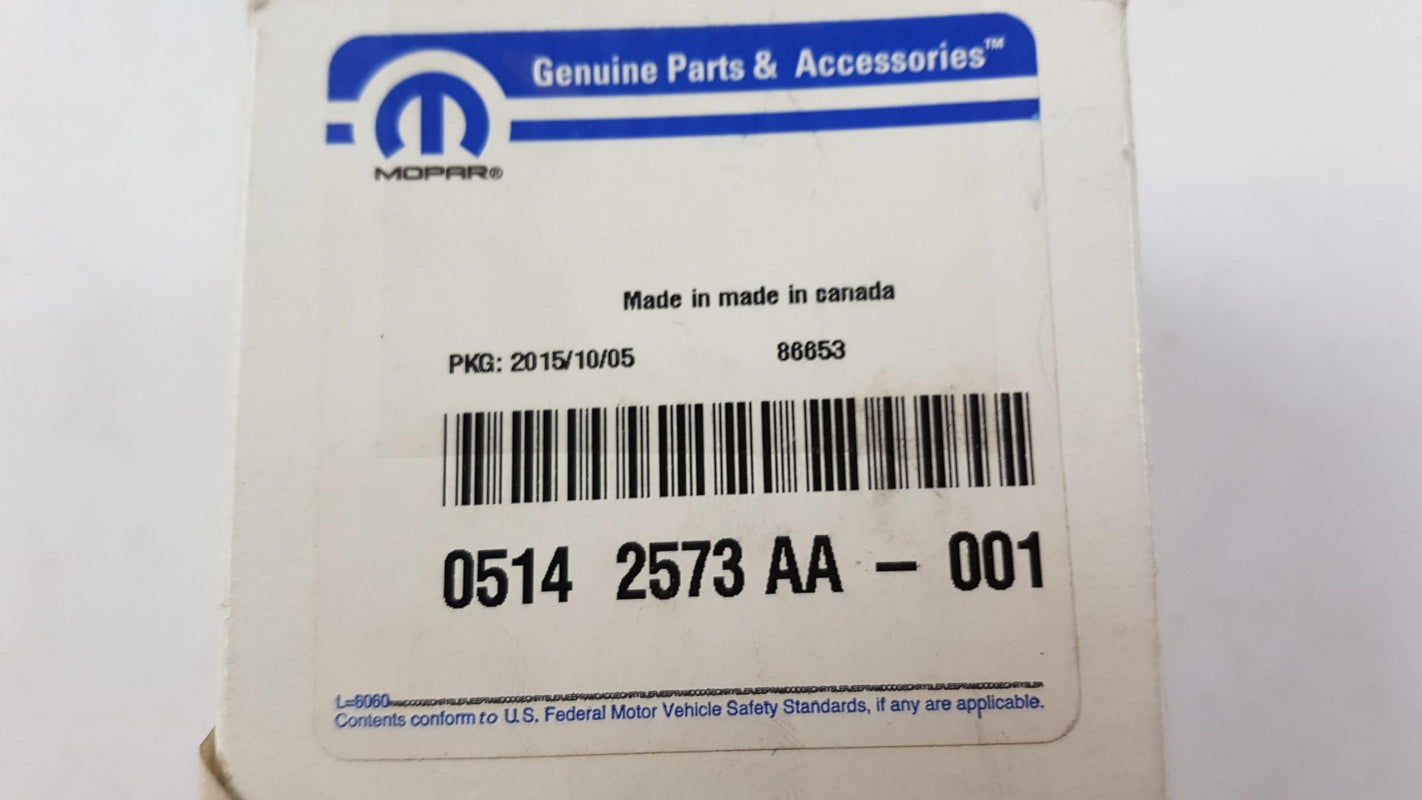 Genuine Parts & Accessories™
MOPAR®
Made in made in canada
PKG: 2015/10/05 86653
0514 2573 AA – 001
L=6060
Contents conform to U.S. Federal Motor Vehicle Safety Standards, if any are applicable.